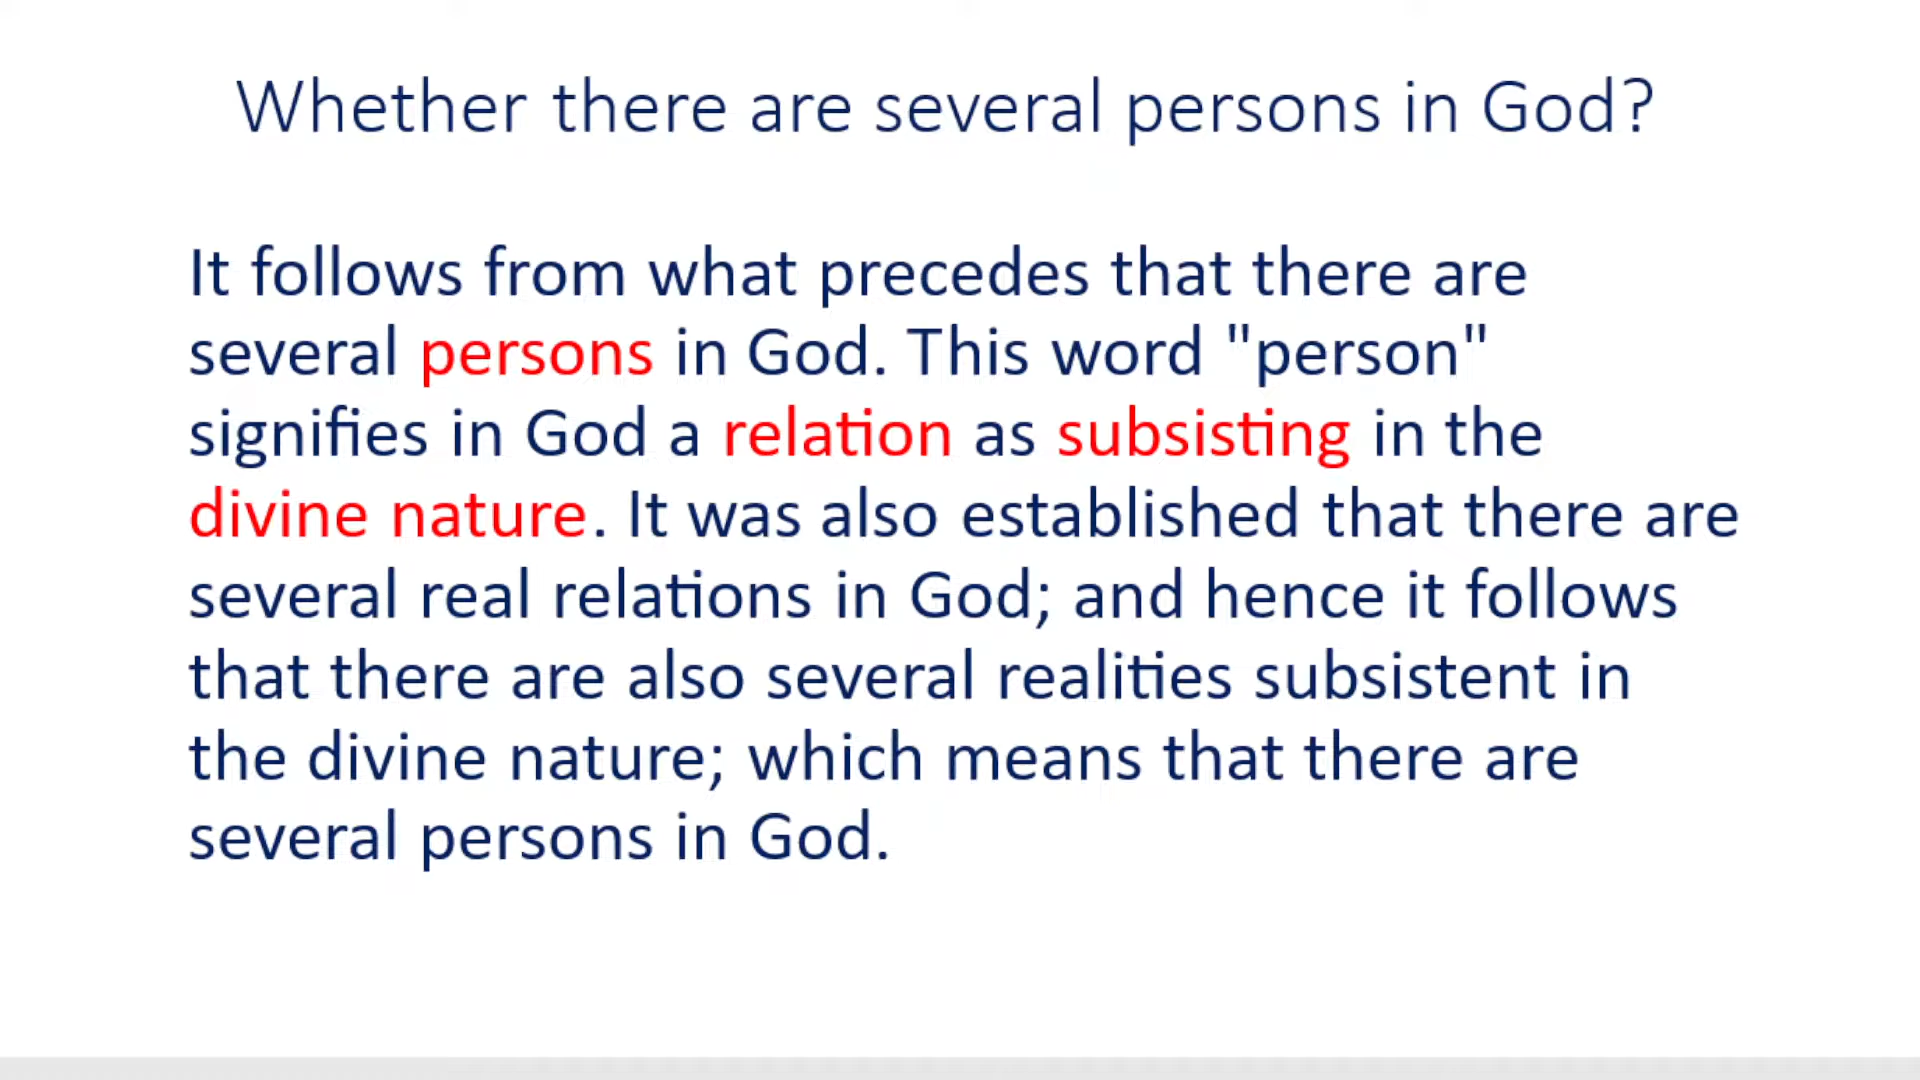 Whether there are several persons in God?
It follows from what precedes that there are
several persons in God. This word "person"
signifies in God a relation as subsisting in the
divine nature. It was also established that there are
several real relations in God; and hence it follows
that there are also several realities subsistent in
the divine nature; which means that there are
several persons in God.